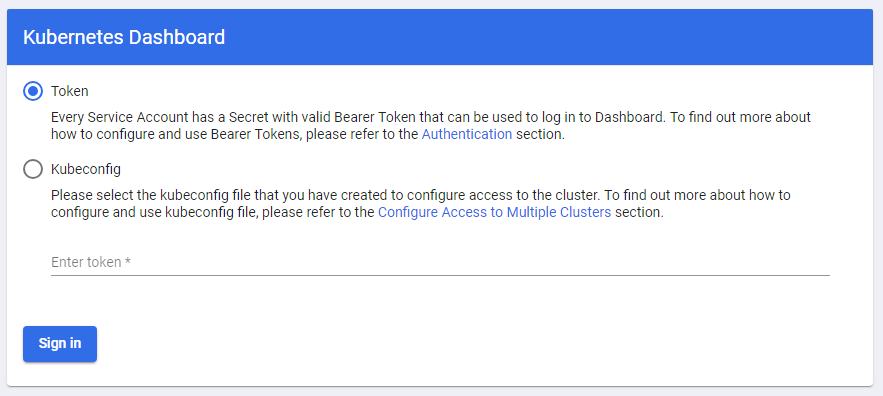 Kubernetes Dashboard
Token
Every Service Account has a Secret with valid Bearer Token that can be used to log in to Dashboard. To find out more about
how to configure and use Bearer Tokens, please refer to the Authentication section.
Kubeconfig
Please select the kubeconfig file that you have created to configure access to the cluster. To find out more about how to
configure and use kubeconfig file, please refer to the Configure Access to Multiple Clusters section.
Enter token *
Sign in